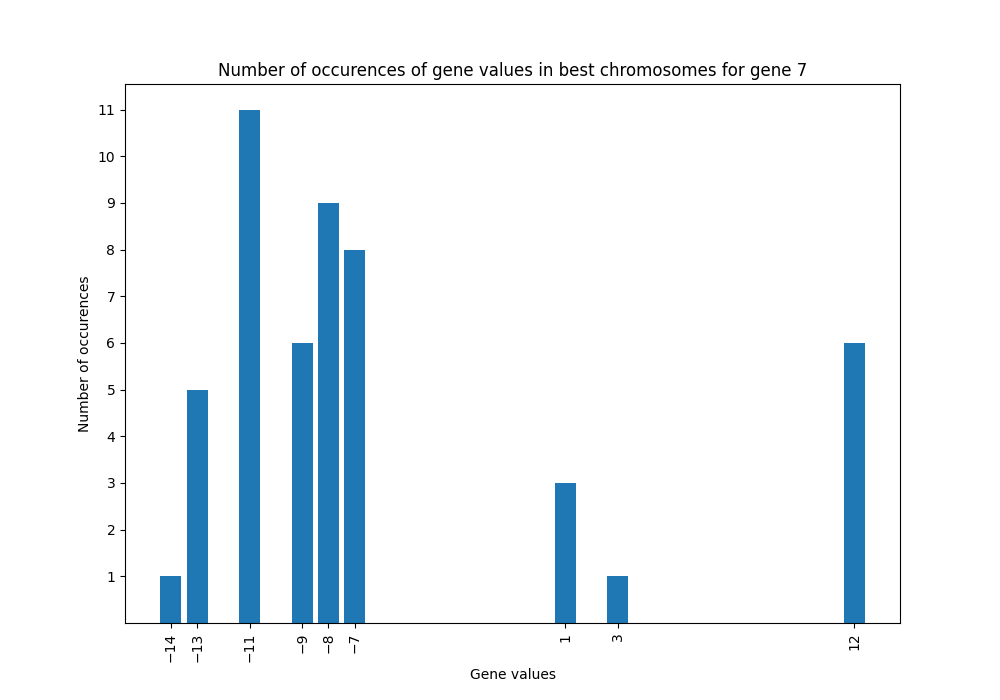 Number of occurences of gene values in best chromosomes for gene 7
11
10
9
8
7
6
5
4
3
2
1
Number of occurences
−14 −13 −11 −9 −8 −7 1 3 12
Gene values